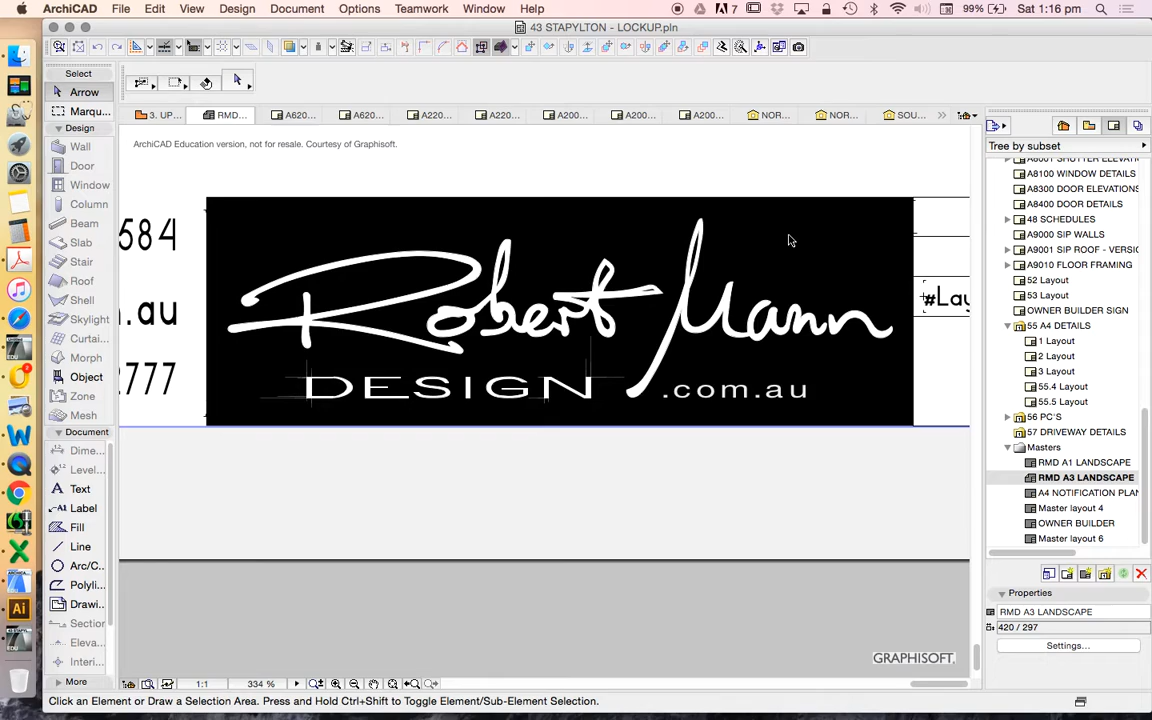 ArchiCAD File Edit View Design Document Options Teamwork Window Help
7 99% Sat 1:16 pm
43 STAPYLTON - LOCKUP.pln
Select
Arrow
Marqu...
Design
Wall
Door
Window
Column
Beam
Slab
Stair
Roof
Shell
Skylight
Curtai...
Morph
Object
Zone
Mesh
Document
Dime...
Level...
Text
Label
Fill
Line
Arc/C...
Polyli...
Drawi...
Section
Eleva...
Interi...
More
3. UP... RMD... A620... A620... A220... A220... A200... A200... A200... NOR... NOR... SOU...
ArchiCAD Education version, not for resale. Courtesy of Graphisoft.
584
.au
2777
Robert Mann
DESIGN .com.au
#Lay
GRAPHISOFT.
Tree by subset
A8001 SHUTTER ELEVATI
A8100 WINDOW DETAILS
A8300 DOOR ELEVATIONS
A8400 DOOR DETAILS
48 SCHEDULES
A9000 SIP WALLS
A9001 SIP ROOF - VERSIO
A9010 FLOOR FRAMING
52 Layout
53 Layout
OWNER BUILDER SIGN
55 A4 DETAILS
1 Layout
2 Layout
3 Layout
55.4 Layout
55.5 Layout
56 PC'S
57 DRIVEWAY DETAILS
Masters
RMD A1 LANDSCAPE
RMD A3 LANDSCAPE
A4 NOTIFICATION PLAN
Master layout 4
OWNER BUILDER
Master layout 6
Properties
RMD A3 LANDSCAPE
420 / 297
Settings...
1:1 334 %
Click an Element or Draw a Selection Area. Press and Hold Ctrl+Shift to Toggle Element/Sub-Element Selection.